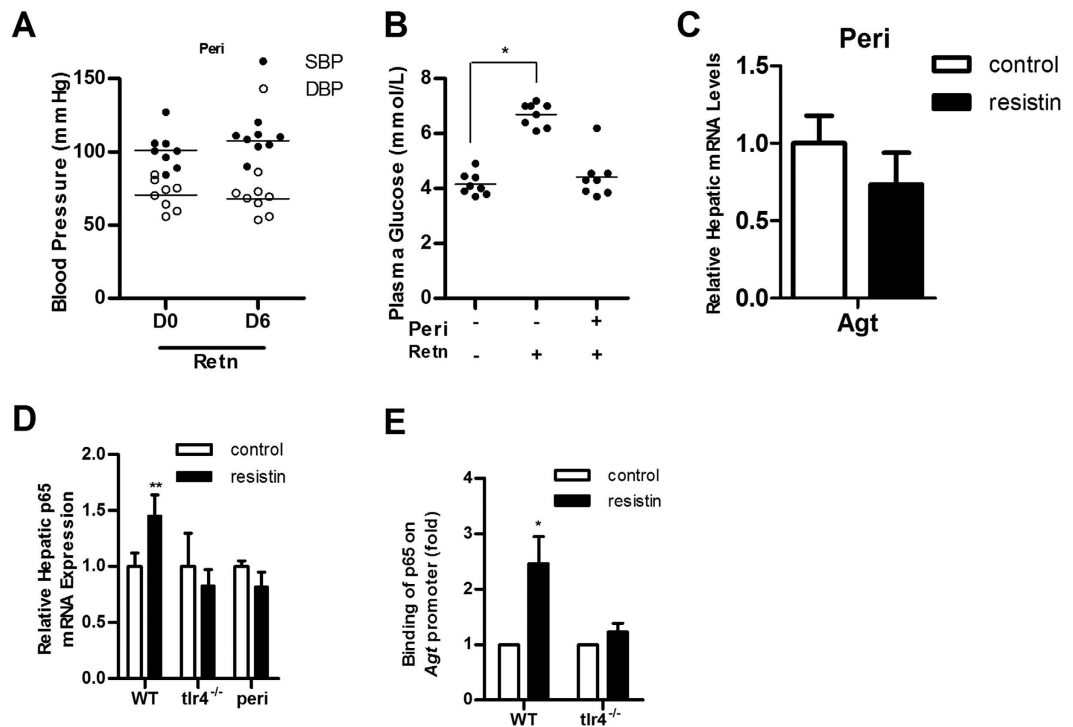 A
Peri
SBP
DBP
Blood Pressure (mmHg)
150
100
50
0
D0 D6
Retn
B
*
Plasma Glucose (mmol/L)
8
6
4
2
0
Peri - - +
Retn - + +
C
Peri
control
resistin
Relative Hepatic mRNA Levels
1.5
1.0
0.5
0.0
Agt
D
control
resistin
Relative Hepatic p65
mRNA Expression
2.0
1.5
1.0
0.5
0.0
**
WT tlr4-/- peri
E
control
resistin
Binding of p65 on
Agt promoter (fold)
4
3
2
1
0
*
WT tlr4-/-